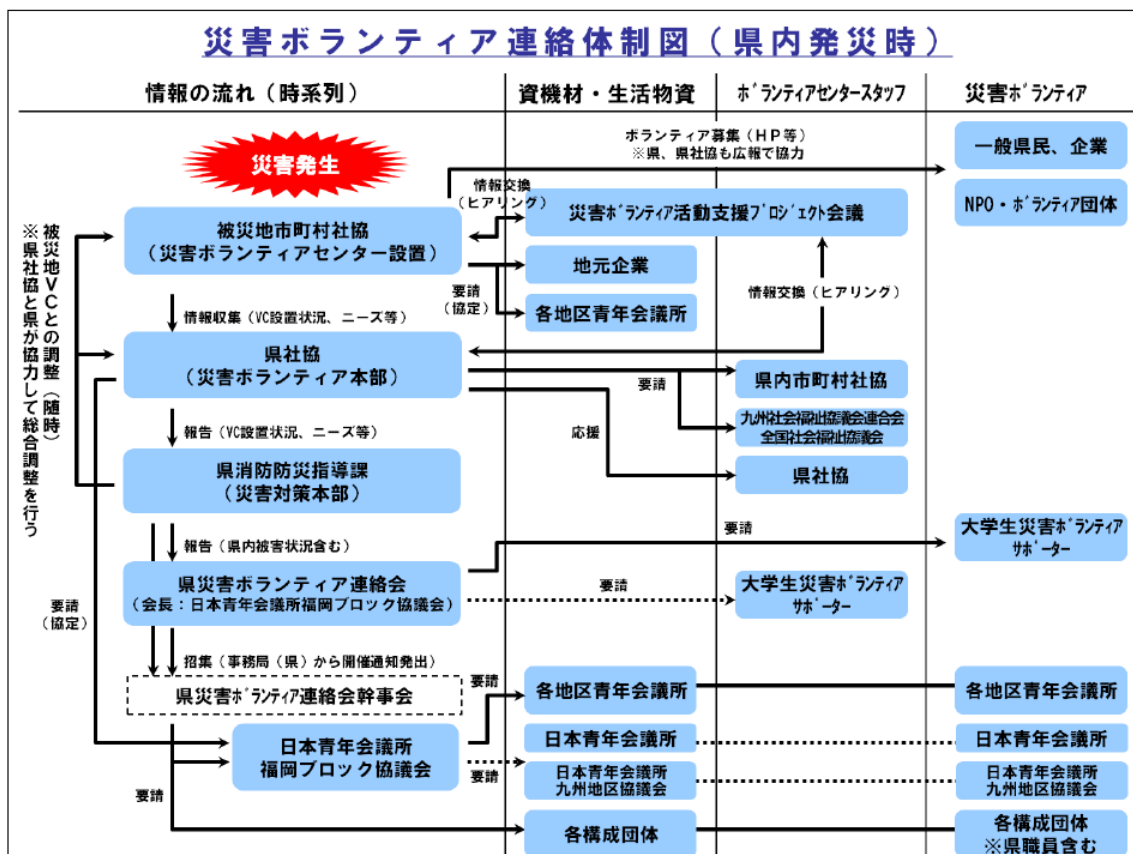 災害ボランティア連絡体制図（県内発災時）
情報の流れ（時系列）
資機材・生活物資
ﾎﾞﾗﾝﾃｨｱセンタースタッフ
災害ﾎﾞﾗﾝﾃｨｱ
災害発生
ボランティア募集（ＨＰ等）
※県、県社協も広報で協力
一般県民、企業
NPO・ﾎﾞﾗﾝﾃｨｱ団体
情報交換
（ヒアリング）
被災地市町村社協
（災害ボランティアセンター設置）
災害ﾎﾞﾗﾝﾃｨｱ活動支援ﾌﾟﾛｼﾞｪｸﾄ会議
地元企業
要請
（協定）
各地区青年会議所
情報交換（ヒアリング）
被災地ＶＣとの調整（随時）
※県社協と県が協力して総合調整を行う
情報収集（VC設置状況、ニーズ等）
県社協
（災害ボランティア本部）
要請
県内市町村社協
九州社会福祉協議会連合会
全国社会福祉協議会
応援
県社協
報告（VC設置状況、ニーズ等）
県消防防災指導課
（災害対策本部）
報告（県内被害状況含む）
要請
大学生災害ﾎﾞﾗﾝﾃｨｱ
ｻﾎﾟｰﾀｰ
県災害ボランティア連絡会
（会長：日本青年会議所福岡ブロック協議会）
要請
大学生災害ﾎﾞﾗﾝﾃｨｱ
ｻﾎﾟｰﾀｰ
要請
（協定）
招集（事務局（県）から開催通知発出）
県災害ﾎﾞﾗﾝﾃｨｱ連絡会幹事会
要請
各地区青年会議所
各地区青年会議所
日本青年会議所
福岡ブロック協議会
日本青年会議所
日本青年会議所
要請
日本青年会議所
九州地区協議会
日本青年会議所
九州地区協議会
要請
各構成団体
各構成団体
※県職員含む